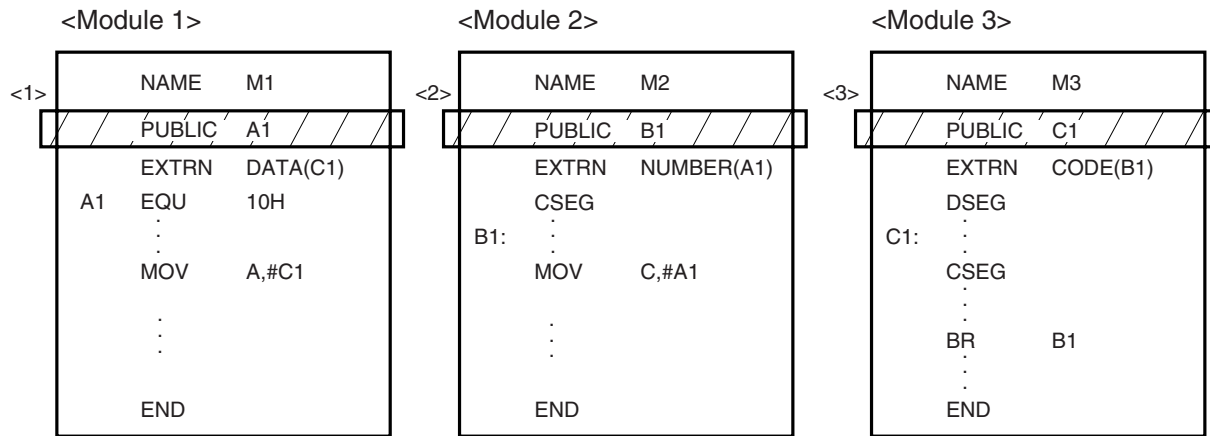 <Module 1>
<1>
NAME M1
PUBLIC A1
EXTRN DATA(C1)
A1 EQU 10H
.
.
.
MOV A,#C1
.
.
.
END
<Module 2>
<2>
NAME M2
PUBLIC B1
EXTRN NUMBER(A1)
CSEG
B1: .
.
.
MOV C,#A1
.
.
.
END
<Module 3>
<3>
NAME M3
PUBLIC C1
EXTRN CODE(B1)
DSEG
C1: .
.
.
CSEG
.
.
.
BR B1
.
.
.
END